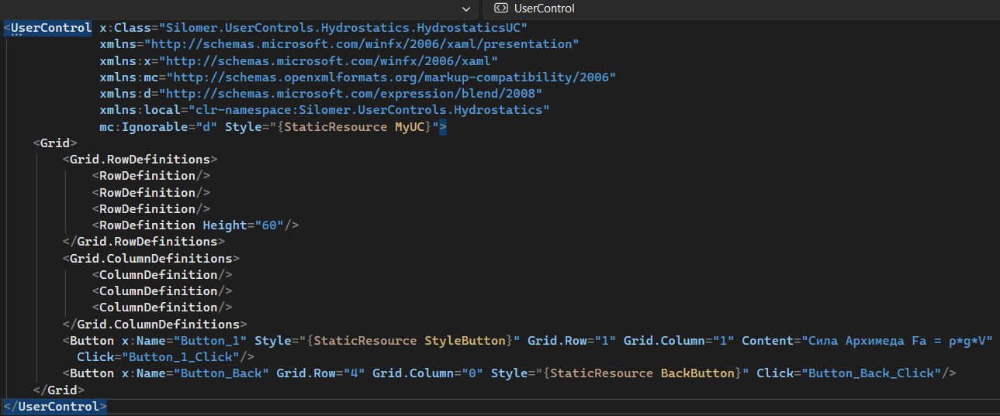 UserControl
<UserControl x:Class="Silomer.UserControls.Hydrostatics.HydrostaticsUC"
xmlns="http://schemas.microsoft.com/winfx/2006/xaml/presentation"
xmlns:x="http://schemas.microsoft.com/winfx/2006/xaml"
xmlns:mc="http://schemas.openxmlformats.org/markup-compatibility/2006"
xmlns:d="http://schemas.microsoft.com/expression/blend/2008"
xmlns:local="clr-namespace:Silomer.UserControls.Hydrostatics"
mc:Ignorable="d" Style="{StaticResource MyUC}">
<Grid>
<Grid.RowDefinitions>
<RowDefinition/>
<RowDefinition/>
<RowDefinition/>
<RowDefinition Height="60"/>
</Grid.RowDefinitions>
<Grid.ColumnDefinitions>
<ColumnDefinition/>
<ColumnDefinition/>
<ColumnDefinition/>
</Grid.ColumnDefinitions>
<Button x:Name="Button_1" Style="{StaticResource StyleButton}" Grid.Row="1" Grid.Column="1" Content="Сила Архимеда Fa = ρ*g*V"
Click="Button_1_Click"/>
<Button x:Name="Button_Back" Grid.Row="4" Grid.Column="0" Style="{StaticResource BackButton}" Click="Button_Back_Click"/>
</Grid>
</UserControl>